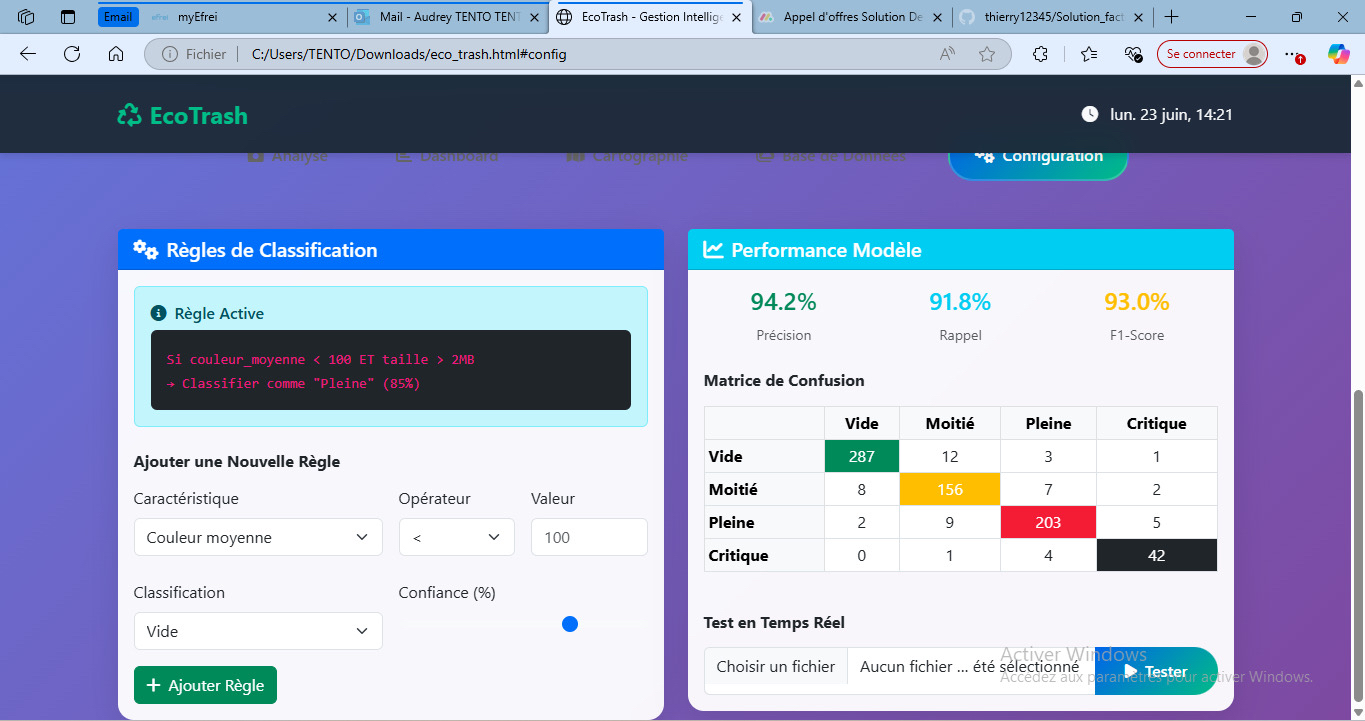 Email
myEfrei
Mail - Audrey TENTO TENT
EcoTrash - Gestion Intellige
Appel d'offres Solution De
thierry12345/Solution_fact
Fichier
C:/Users/TENTO/Downloads/eco_trash.html#config
Se connecter
EcoTrash
lun. 23 juin, 14:21
Analyse
Dashboard
Cartographie
Base de Données
Configuration
Règles de Classification
Règle Active
Si couleur_moyenne < 100 ET taille > 2MB
→ Classifier comme "Pleine" (85%)
Ajouter une Nouvelle Règle
Caractéristique Opérateur Valeur
Couleur moyenne < 100
Classification Confiance (%)
Vide
+ Ajouter Règle
Performance Modèle
94.2% 91.8% 93.0%
Précision Rappel F1-Score
Matrice de Confusion
Vide Moitié Pleine Critique
Vide 287 12 3 1
Moitié 8 156 7 2
Pleine 2 9 203 5
Critique 0 1 4 42
Test en Temps Réel
Choisir un fichier Aucun fichier ... été sélectionné Tester
Activer Windows
Accédez aux paramètres pour activer Windows.